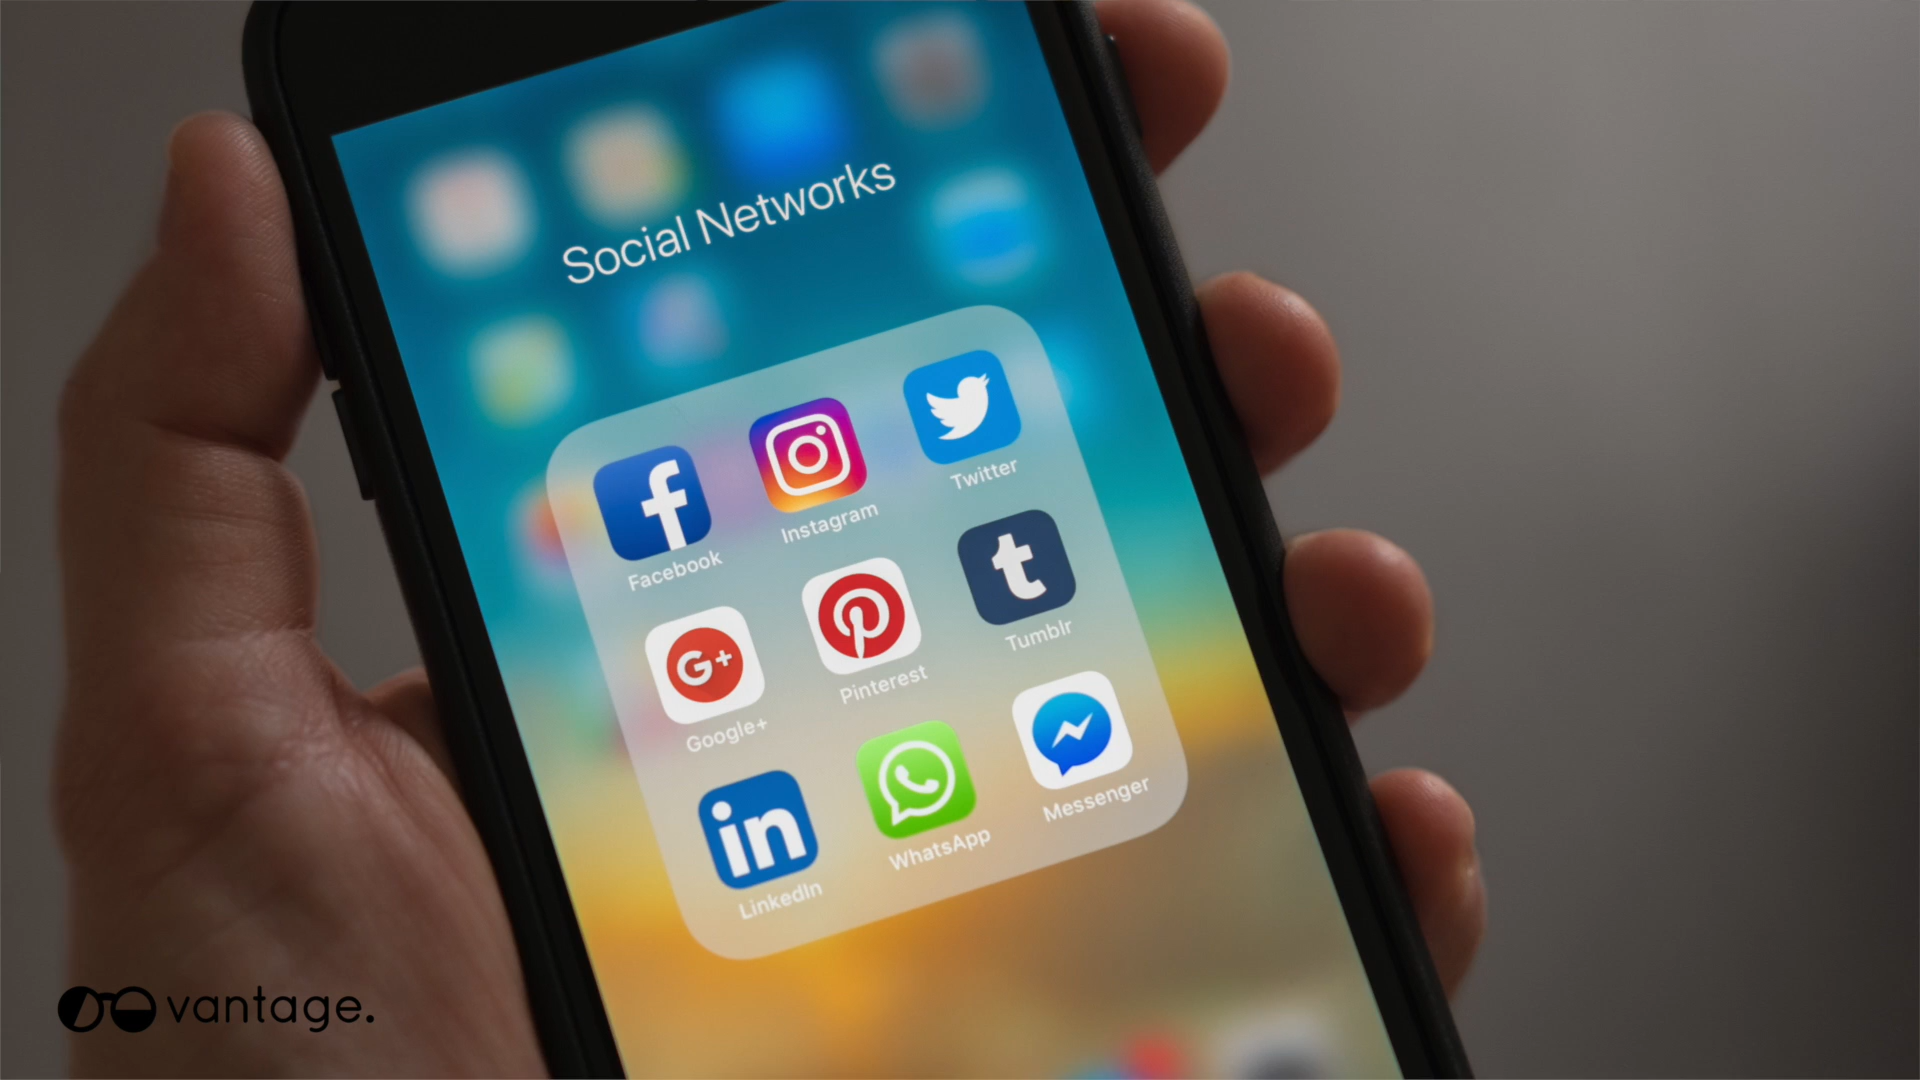 Social Networks
Facebook
Instagram
Twitter
Google+
Pinterest
Tumblr
LinkedIn
WhatsApp
Messenger
vantage.